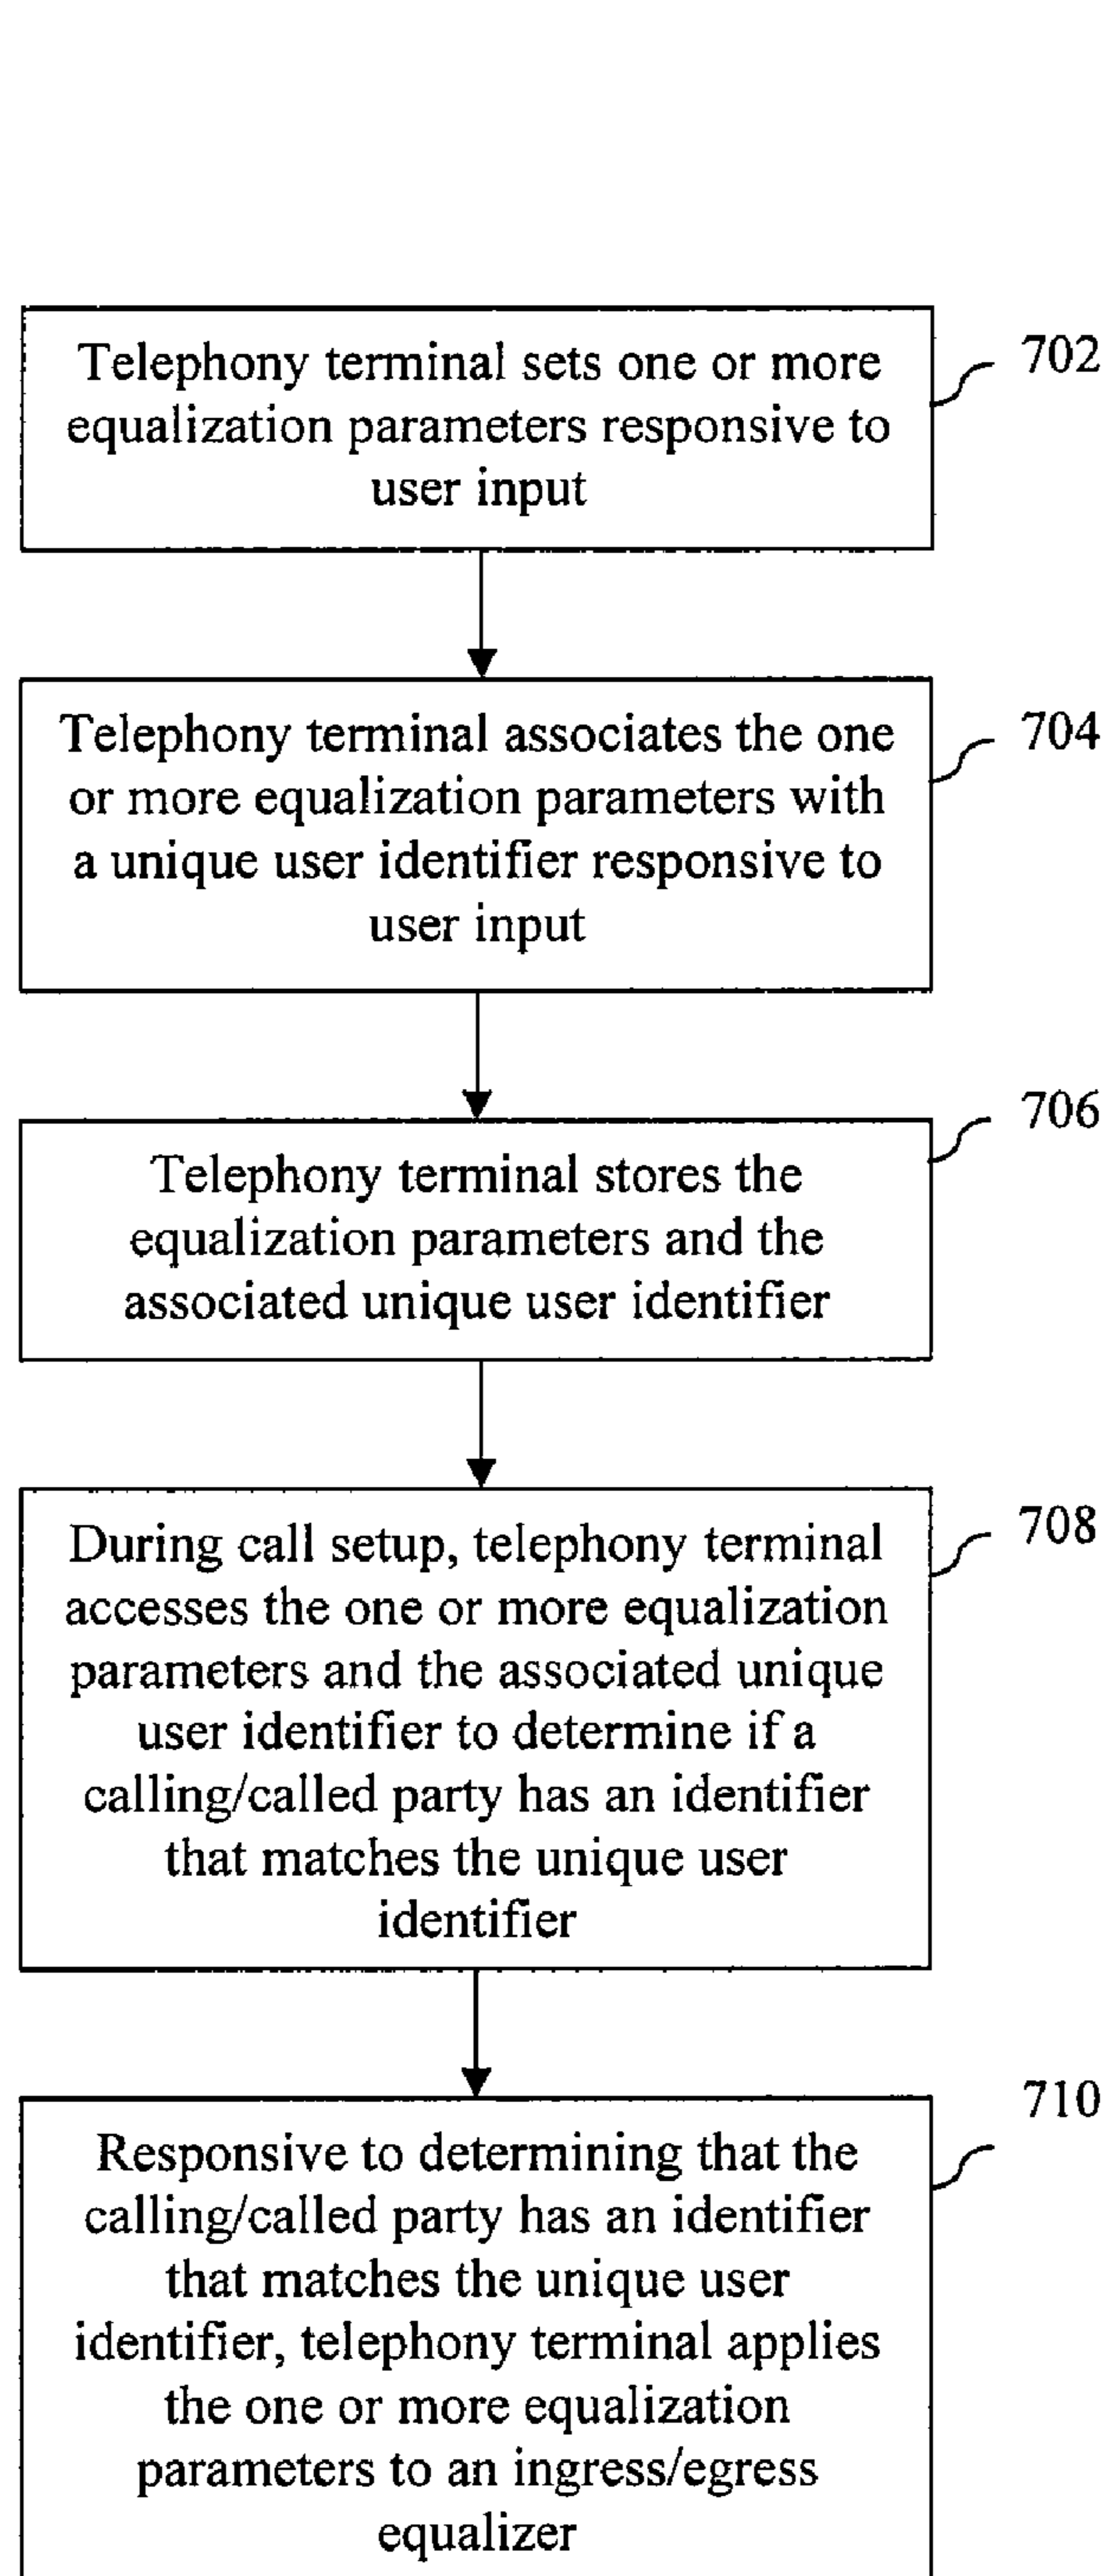 Telephony terminal sets one or more
equalization parameters responsive to
user input
702
Telephony terminal associates the one
or more equalization parameters with
a unique user identifier responsive to
user input
704
Telephony terminal stores the
equalization parameters and the
associated unique user identifier
706
During call setup, telephony terminal
accesses the one or more equalization
parameters and the associated unique
user identifier to determine if a
calling/called party has an identifier
that matches the unique user
identifier
708
Responsive to determining that the
calling/called party has an identifier
that matches the unique user
identifier, telephony terminal applies
the one or more equalization
parameters to an ingress/egress
equalizer
710